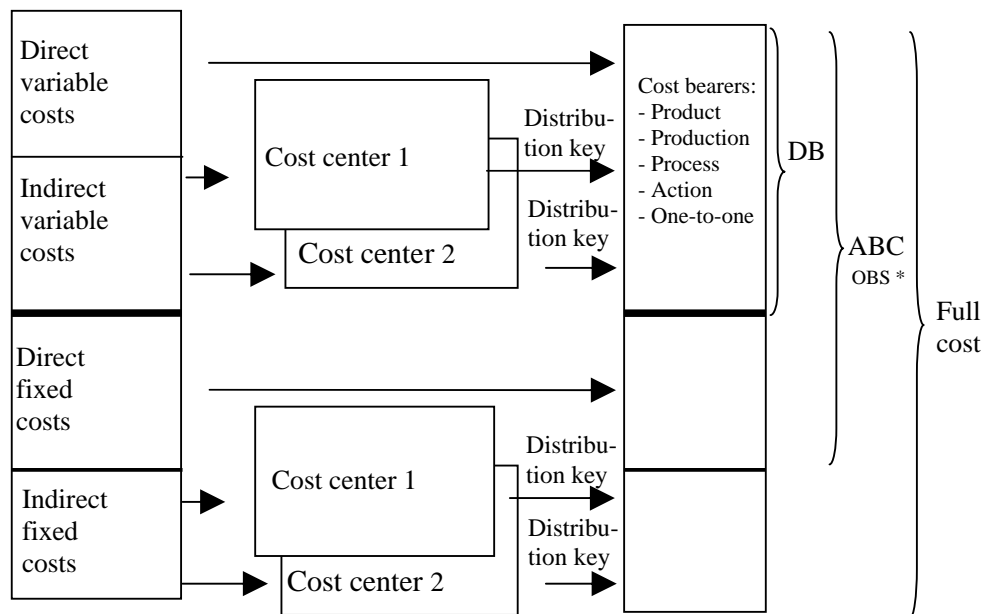 Direct
variable
costs
Indirect
variable
costs
Direct
fixed
costs
Indirect
fixed
costs
Cost center 1
Cost center 2
Distribu-
tion key
Distribu-
tion key
Cost center 1
Cost center 2
Distribu-
tion key
Distribu-
tion key
Cost bearers:
- Product
- Production
- Process
- Action
- One-to-one
DB
ABC
OBS *
Full
cost